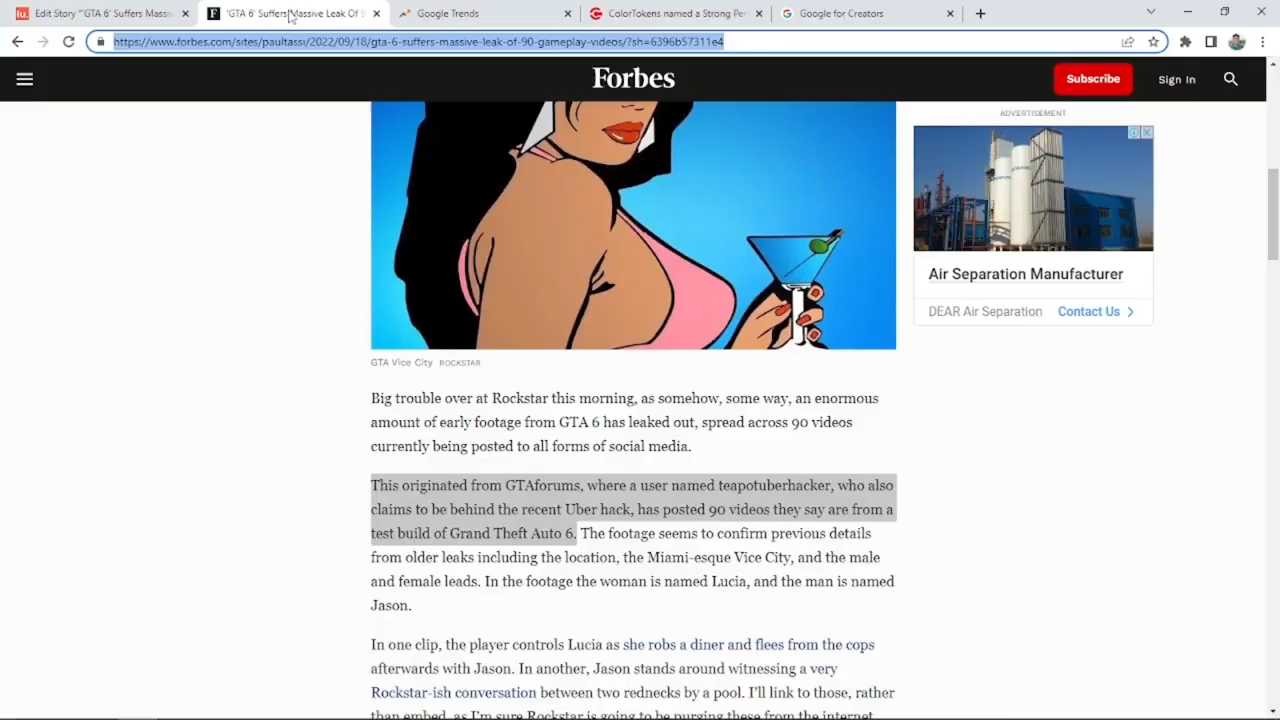 Edit Story "'GTA 6' Suffers Massi
'GTA 6' Suffers Massive Leak Of 9
Google Trends
ColorTokens named a Strong Per
Google for Creators
https://www.forbes.com/sites/paultassi/2022/09/18/gta-6-suffers-massive-leak-of-90-gameplay-videos/?sh=6396b57311e4
Forbes
Subscribe
Sign In
ADVERTISEMENT
Air Separation Manufacturer
DEAR Air Separation
Contact Us
GTA Vice City ROCKSTAR
Big trouble over at Rockstar this morning, as somehow, some way, an enormous
amount of early footage from GTA 6 has leaked out, spread across 90 videos
currently being posted to all forms of social media.
This originated from GTAforums, where a user named teapotuberhacker, who also
claims to be behind the recent Uber hack, has posted 90 videos they say are from a
test build of Grand Theft Auto 6. The footage seems to confirm previous details
from older leaks including the location, the Miami-esque Vice City, and the male
and female leads. In the footage the woman is named Lucia, and the man is named
Jason.
In one clip, the player controls Lucia as she robs a diner and flees from the cops
afterwards with Jason. In another, Jason stands around witnessing a very
Rockstar-ish conversation between two rednecks by a pool. I'll link to those, rather
than embed, as I'm sure Rockstar is going to be purging these from the internet